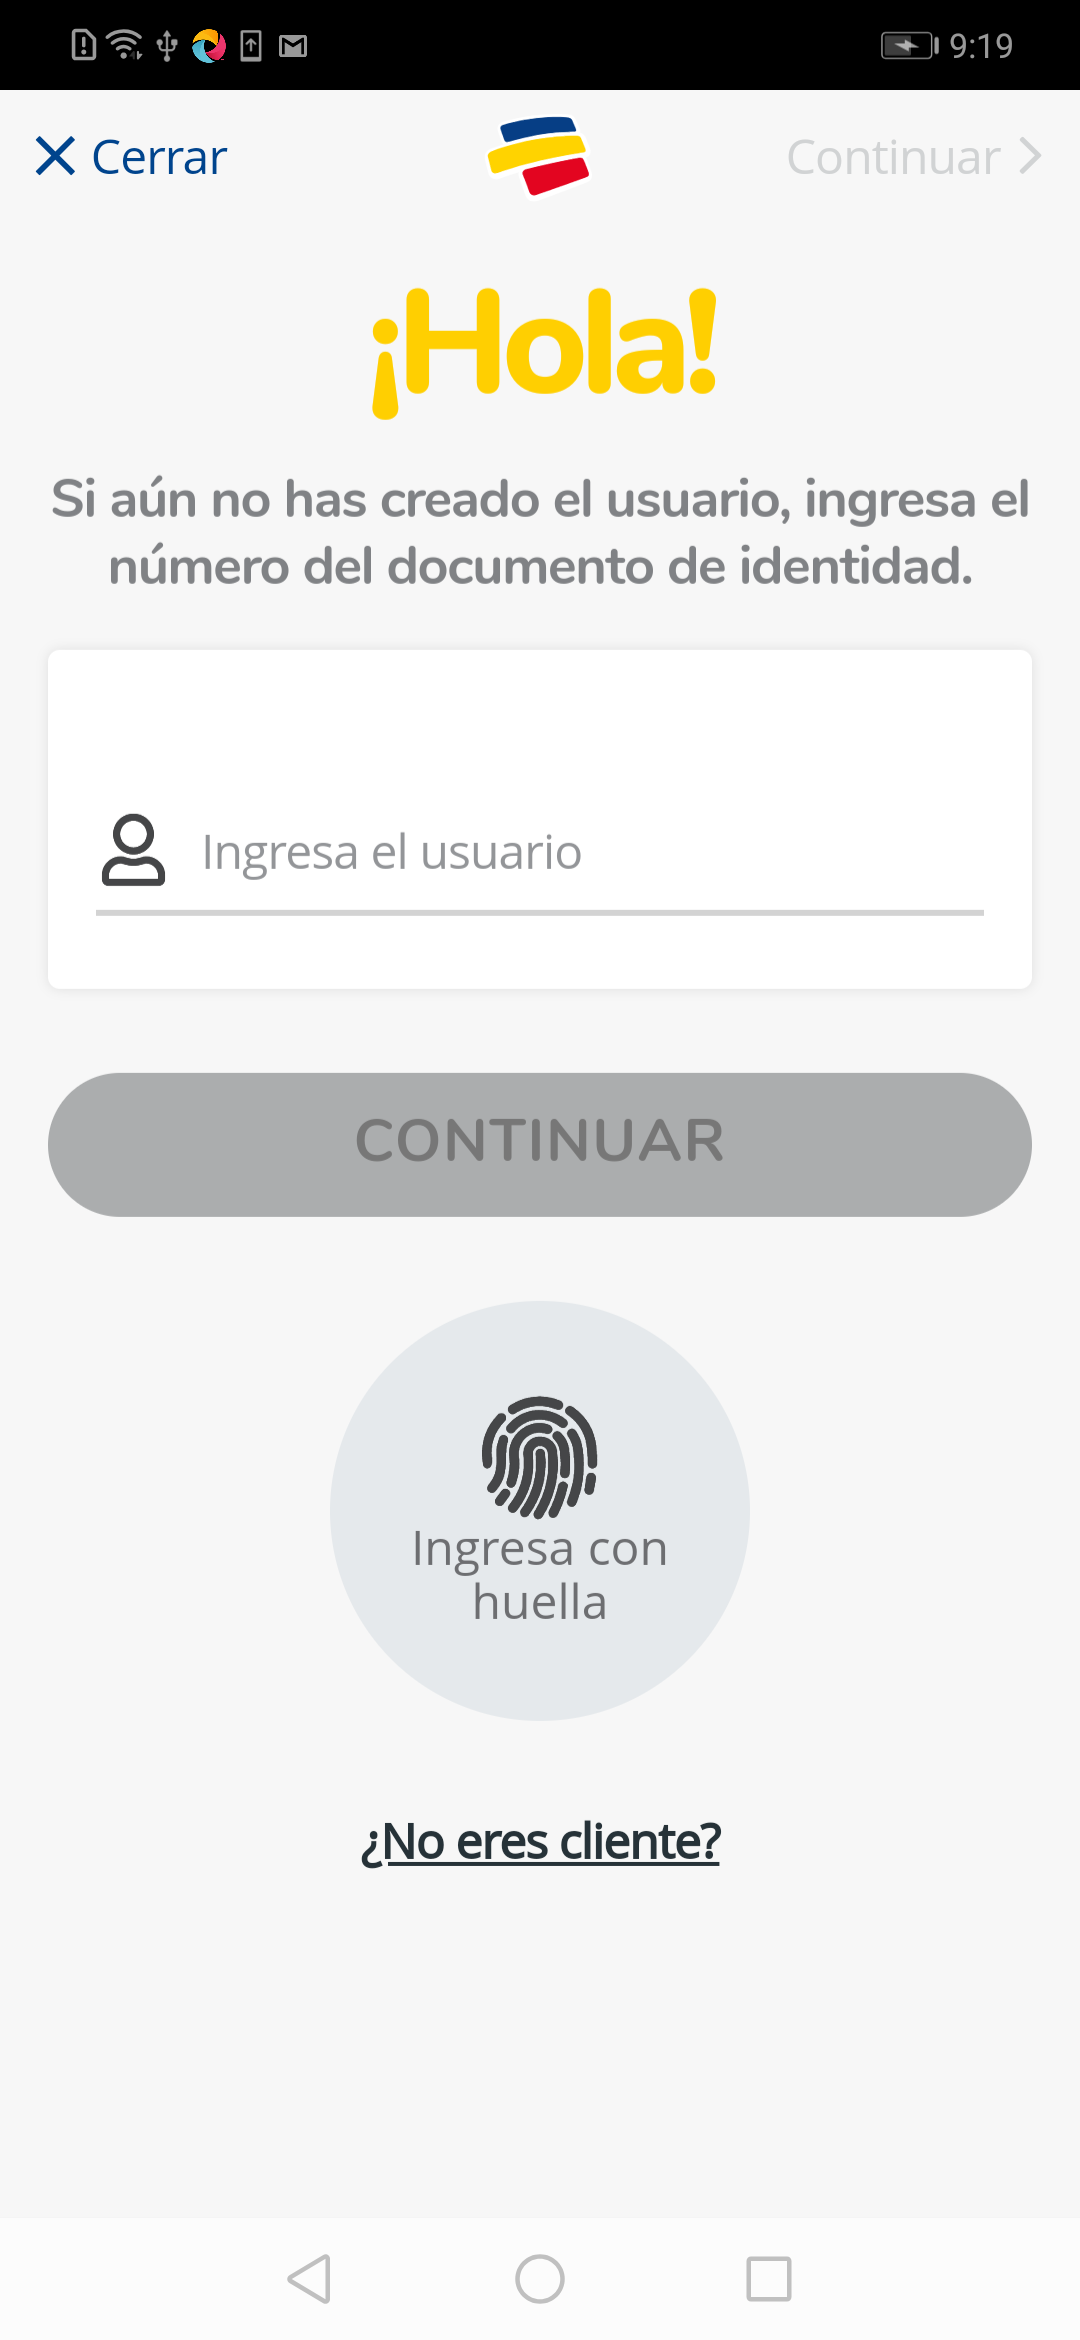 9:19
Cerrar
Continuar
¡Hola!
Si aún no has creado el usuario, ingresa el
número del documento de identidad.
Ingresa el usuario
CONTINUAR
Ingresa con
huella
¿No eres cliente?